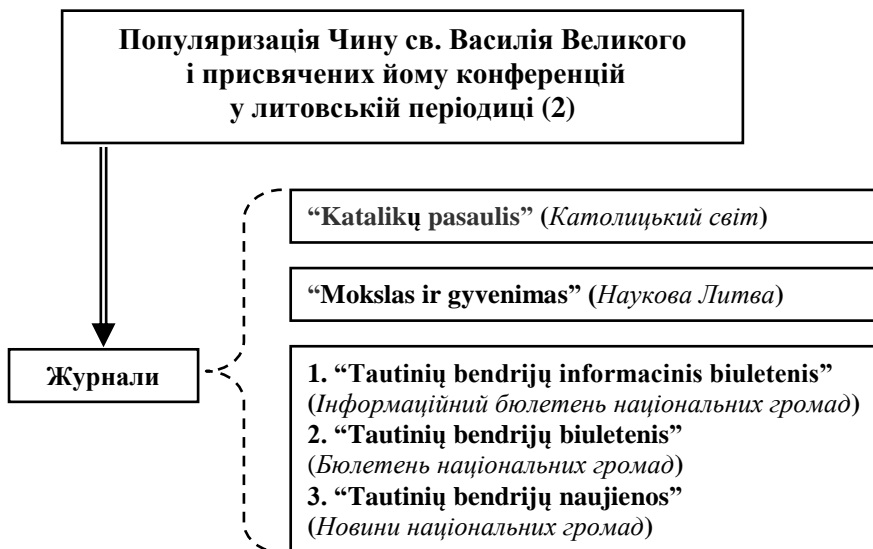 Популяризація Чину св. Василія Великого
і присвячених йому конференцій
у литовській періодиці (2)
“Katalikų pasaulis” (Католицький світ)
“Mokslas ir gyvenimas” (Наукова Литва)
Журнали
1. “Tautinių bendrijų informacinis biuletenis”
(Інформаційний бюлетень національних громад)
2. “Tautinių bendrijų biuletenis”
(Бюлетень національних громад)
3. “Tautinių bendrijų naujienos”
(Новини національних громад)